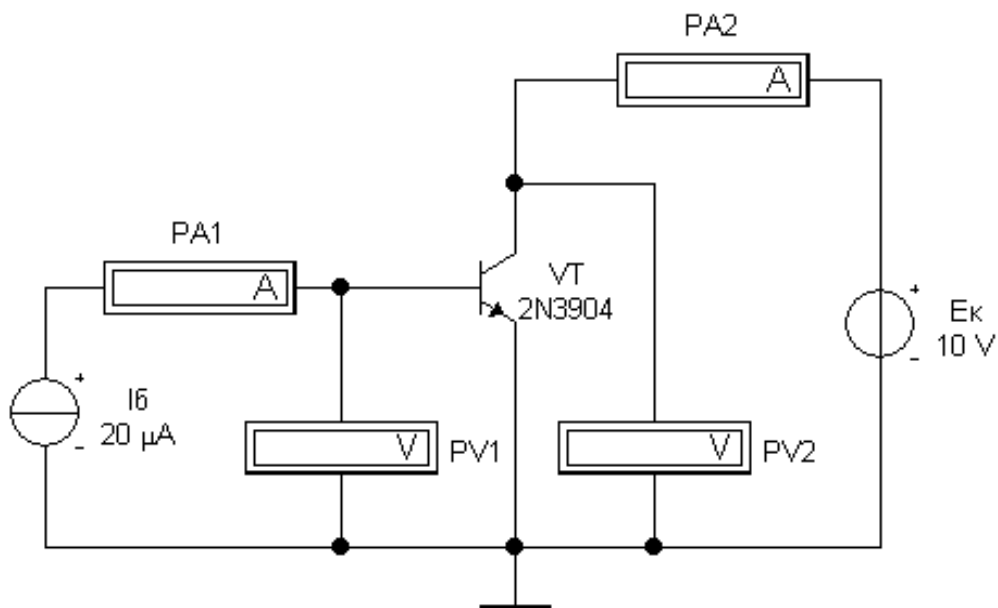 PA2
A
PA1
A
VT
2N3904
Eк
10 V
+
-
+
-
Iб
20 μA
V
PV1
V
PV2